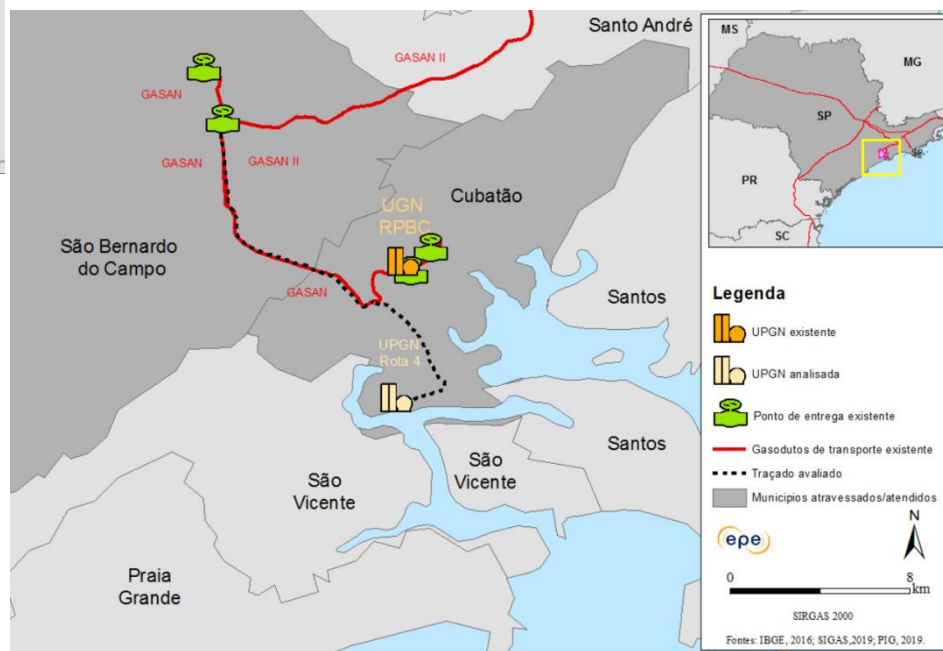 Santo André
GASAN II
GASAN
GASAN
GASAN II
Cubatão
UGN
RPBC
São Bernardo
do Campo
GASAN
Santos
UPGN
Rota 4
Santos
São
Vicente
São
Vicente
Praia
Grande
MS
MG
SP
PR
SC
Legenda
UPGN existente
UPGN analisada
Ponto de entrega existente
Gasodutos de transporte existente
Traçado avaliado
Municipios atravessados/atendidos
N
epe
0 8
km
SIRGAS 2000
Fontes: IBGE, 2016; SIGAS,2019; PIG, 2019.